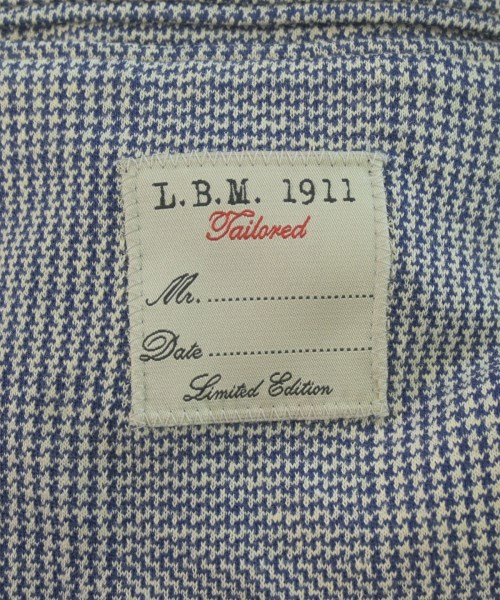 L.B.M. 1911
Tailored
Mr. ........................
Date ........................
Limited Edition